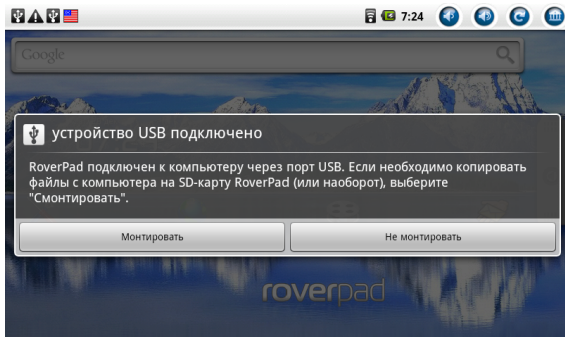 7:24
Google
устройство USB подключено
RoverPad подключен к компьютеру через
порт USB. Если необходимо копировать
файлы с компьютера на SD-карту RoverPad (или наоборот), выберите
"Смонтировать".
Монтировать
Не монтировать
roverpad